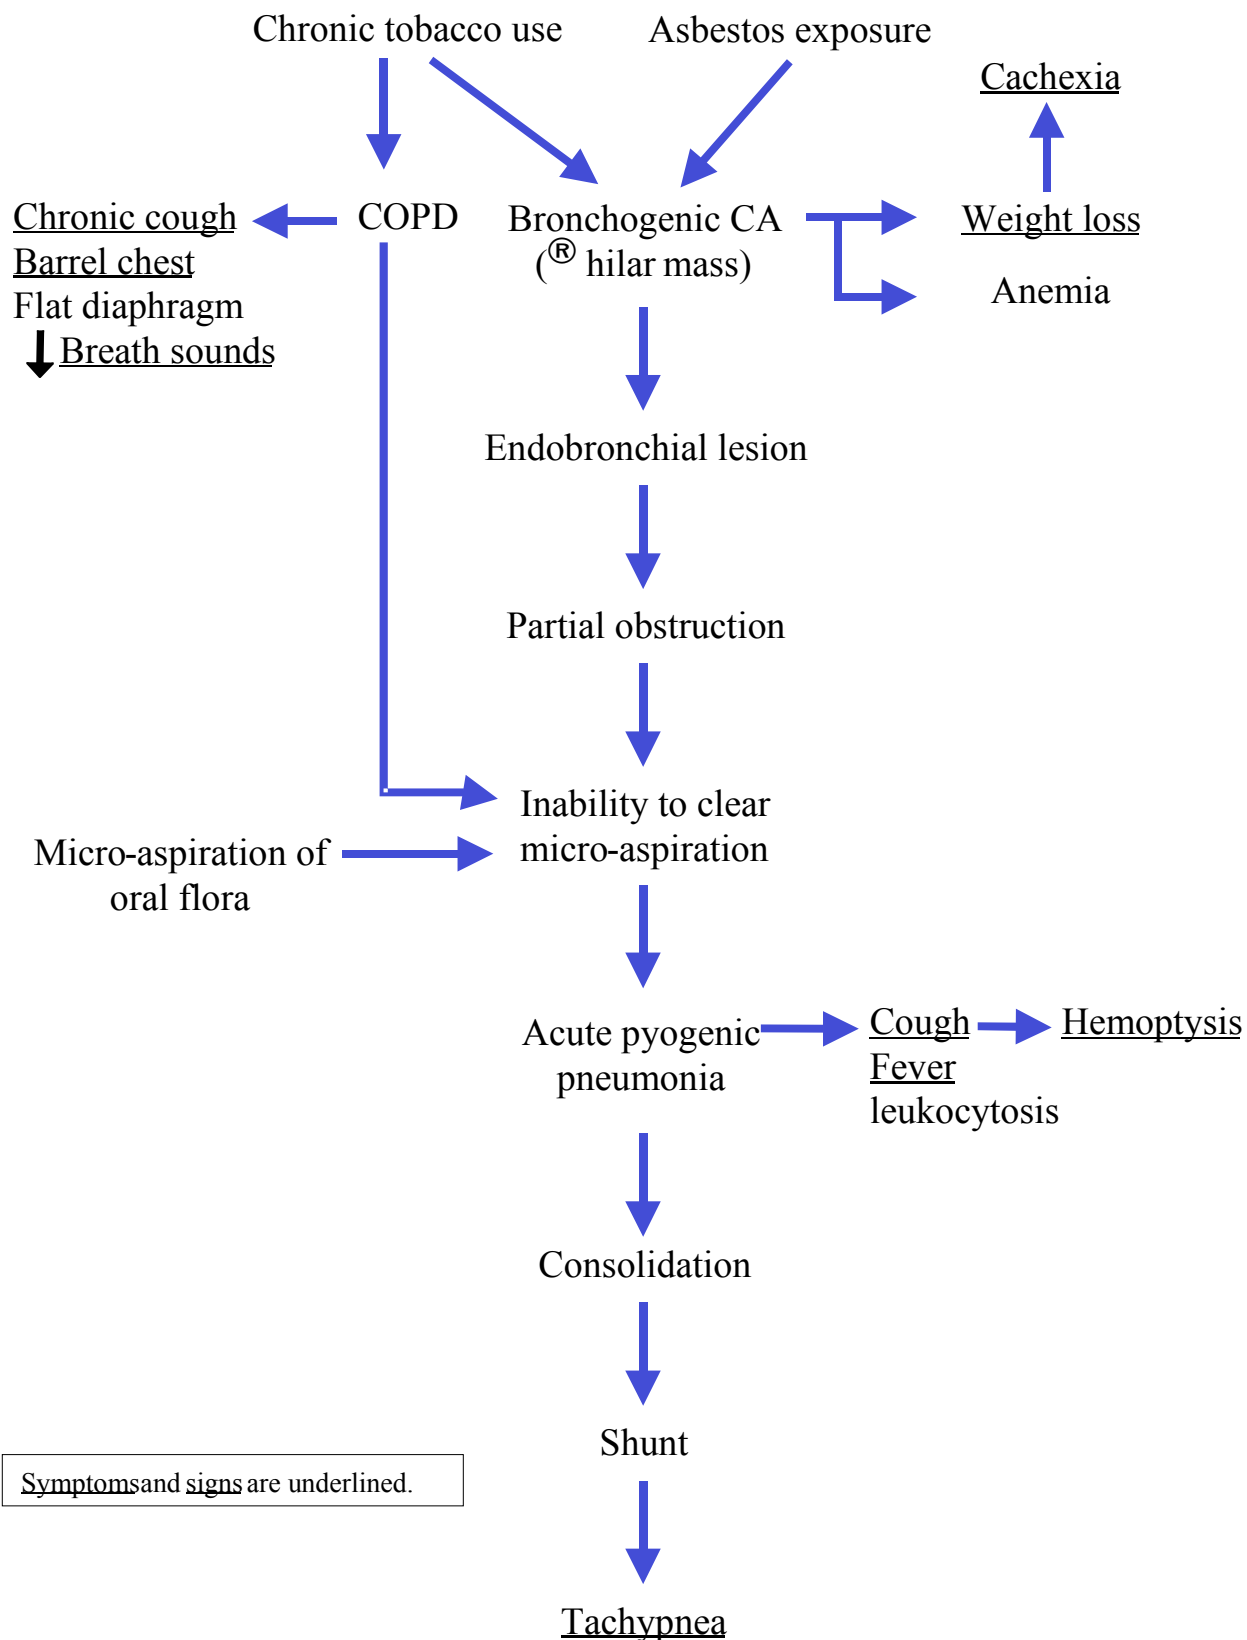 Chronic tobacco use
Asbestos exposure
Cachexia
Chronic cough
Barrel chest
Flat diaphragm
↓ Breath sounds
COPD
Bronchogenic CA
(® hilar mass)
Weight loss
Anemia
Endobronchial lesion
Partial obstruction
Inability to clear
micro-aspiration
Micro-aspiration of
oral flora
Acute pyogenic
pneumonia
Cough
Fever
leukocytosis
Hemoptysis
Consolidation
Shunt
Symptoms and signs are underlined.
Tachypnea